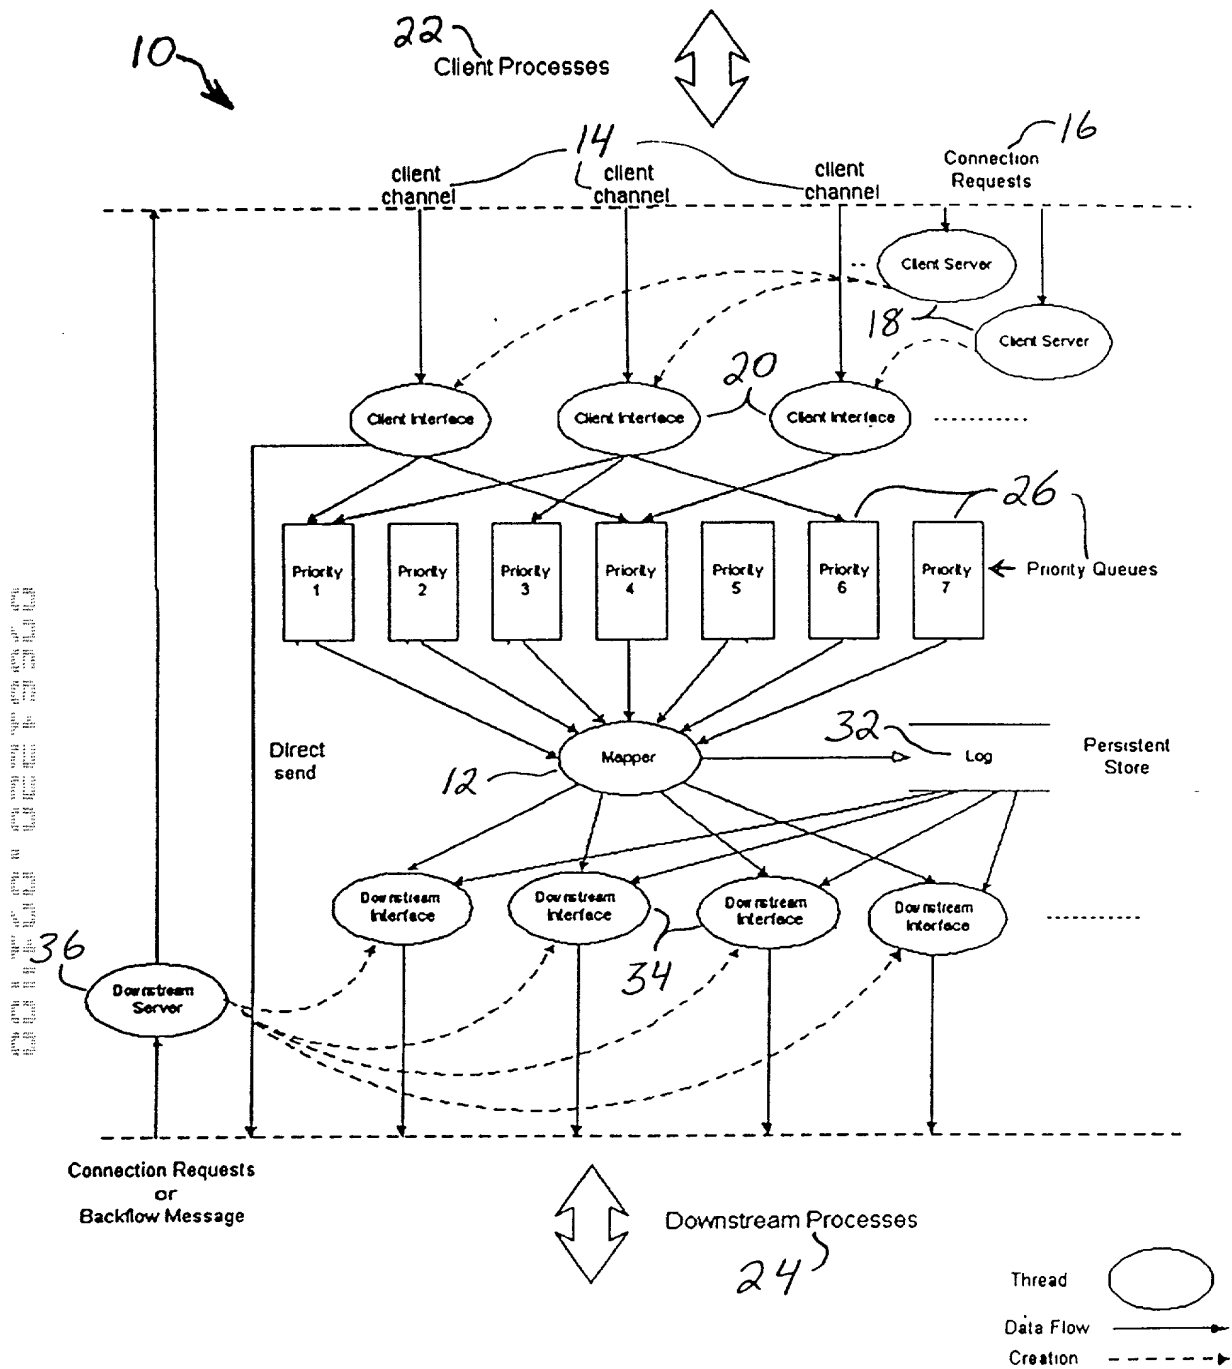 22
10
Client Processes
14
16
client channel
client channel
client channel
Connection Requests
Client Server
18
Client Server
20
Client Interface
Client Interface
Client Interface
26
Priority 1
Priority 2
Priority 3
Priority 4
Priority 5
Priority 6
Priority 7
Priority Queues
Direct send
Mapper
12
32
Log
Persistent Store
Downstream Interface
Downstream Interface
Downstream Interface
Downstream Interface
34
36
Downstream Server
Connection Requests
or
Backflow Message
Downstream Processes
24
Thread
Data Flow
Creation